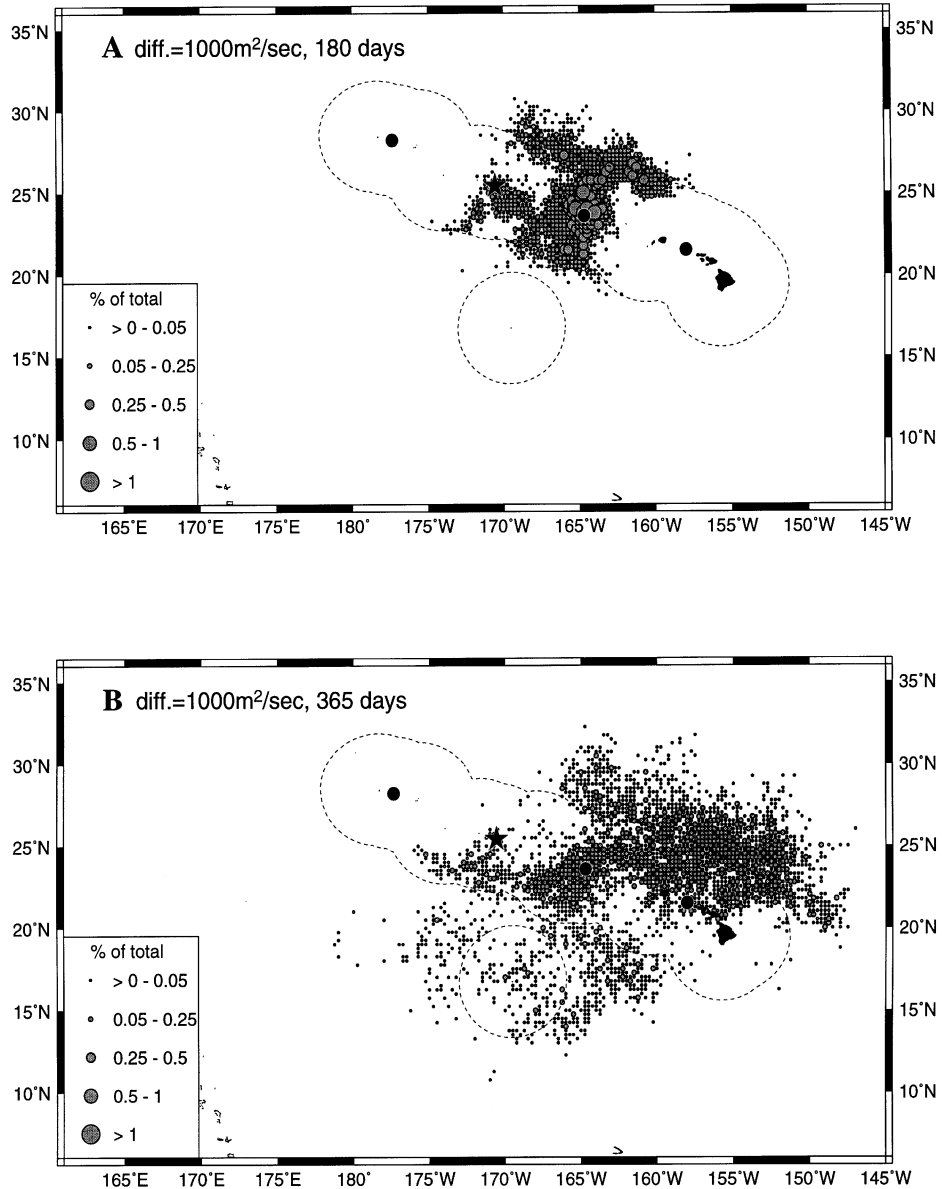 35˚N
35˚N
A diff.=1000m²/sec, 180 days
30˚N
30˚N
25˚N
25˚N
20˚N
20˚N
% of total
> 0 - 0.05
15˚N
15˚N
0.05 - 0.25
0.25 - 0.5
10˚N
10˚N
0.5 - 1
> 1
165˚E 170˚E 175˚E 180˚ 175˚W 170˚W 165˚W 160˚W 155˚W 150˚W 145˚W
35˚N
35˚N
B diff.=1000m²/sec, 365 days
30˚N
30˚N
25˚N
25˚N
20˚N
20˚N
% of total
> 0 - 0.05
15˚N
15˚N
0.05 - 0.25
0.25 - 0.5
10˚N
10˚N
0.5 - 1
> 1
165˚E 170˚E 175˚E 180˚ 175˚W 170˚W 165˚W 160˚W 155˚W 150˚W 145˚W